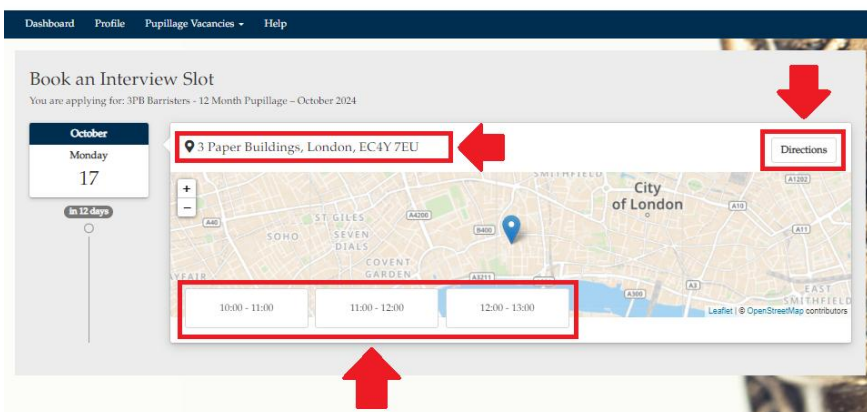 Dashboard Profile Pupillage Vacancies Help
Book an Interview Slot
You are applying for: 3PB Barristers - 12 Month Pupillage – October 2024
October
Monday
17
in 12 days
3 Paper Buildings, London, EC4Y 7EU
Directions
+
−
SMITHFIELD
City
of London
A1202
A10
A40
ST GILES
A4200
B400
A11
SOHO
SEVEN
DIALS
COVENT
GARDEN
A3211
A300
A3
EAST
SMITHFIELD
10:00 - 11:00
11:00 - 12:00
12:00 - 13:00
Leaflet | © OpenStreetMap contributors